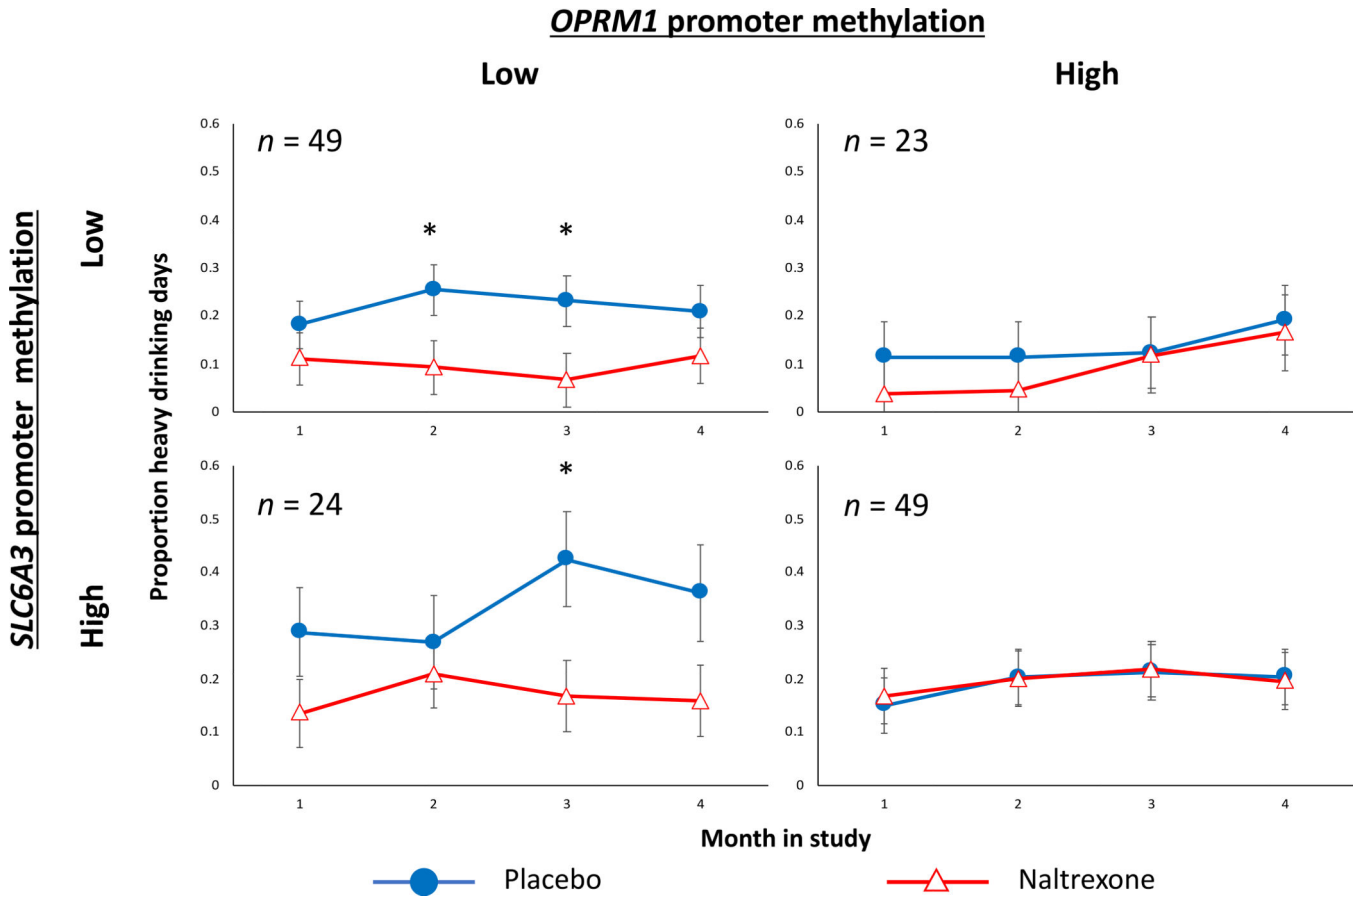 OPRM1 promoter methylation
Low
High
SLC6A3 promoter methylation
Low
High
Proportion heavy drinking days
0.6
n = 49
0.5
0.4
* *
0.3
0.2
0.1
0
1 2 3 4
0.6
n = 23
0.5
0.4
0.3
0.2
0.1
0
1 2 3 4
0.6
*
n = 24
0.5
0.4
0.3
0.2
0.1
0
1 2 3 4
0.6
n = 49
0.5
0.4
0.3
0.2
0.1
0
1 2 3 4
Month in study
Placebo
Naltrexone